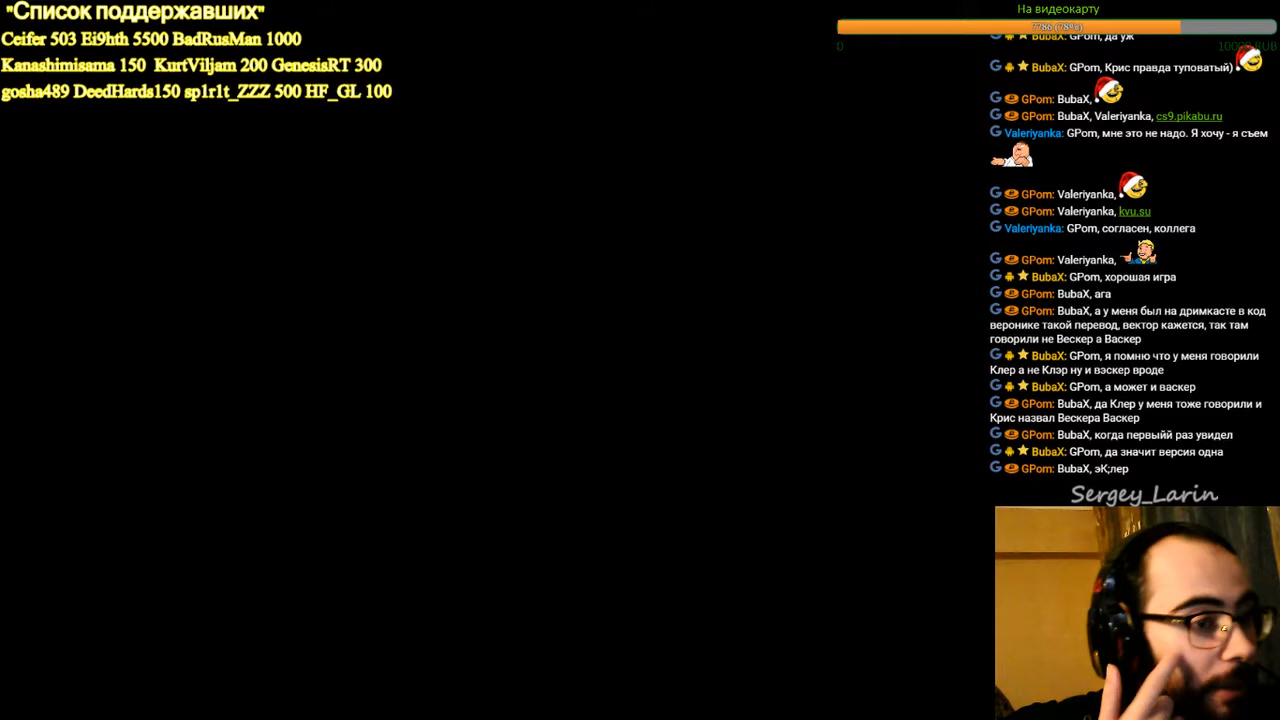 "Список поддержавших"
Ceifer 503 Ei9hth 5500 BadRusMan 1000
Kanashimisama 150 KurtViljam 200 GenesisRT 300
gosha489 DeedHards150 sp1r1t_ZZZ 500 HF_GL 100
На видеокарту
7786 (78%)
0
10000 RUB
BubaX: GPom, да уж
BubaX: GPom, Крис правда туповатый)
GPom: BubaX,
GPom: BubaX, Valeriyanka, cs9.pikabu.ru
Valeriyanka: GPom, мне это не надо. Я хочу - я съем
GPom: Valeriyanka,
GPom: Valeriyanka, kvu.su
Valeriyanka: GPom, согласен, коллега
GPom: Valeriyanka,
BubaX: GPom, хорошая игра
GPom: BubaX, ага
GPom: BubaX, а у меня был на дримкасте в код
веронике такой перевод, вектор кажется, так там
говорили не Вескер а Васкер
BubaX: GPom, я помню что у меня говорили
Клер а не Клэр ну и вэскер вроде
BubaX: GPom, а может и васкер
GPom: BubaX, да Клер у меня тоже говорили и
Крис назвал Вескера Васкер
GPom: BubaX, когда первыйй раз увидел
BubaX: GPom, да значит версия одна
GPom: BubaX, эК;лер
Sergey_Larin